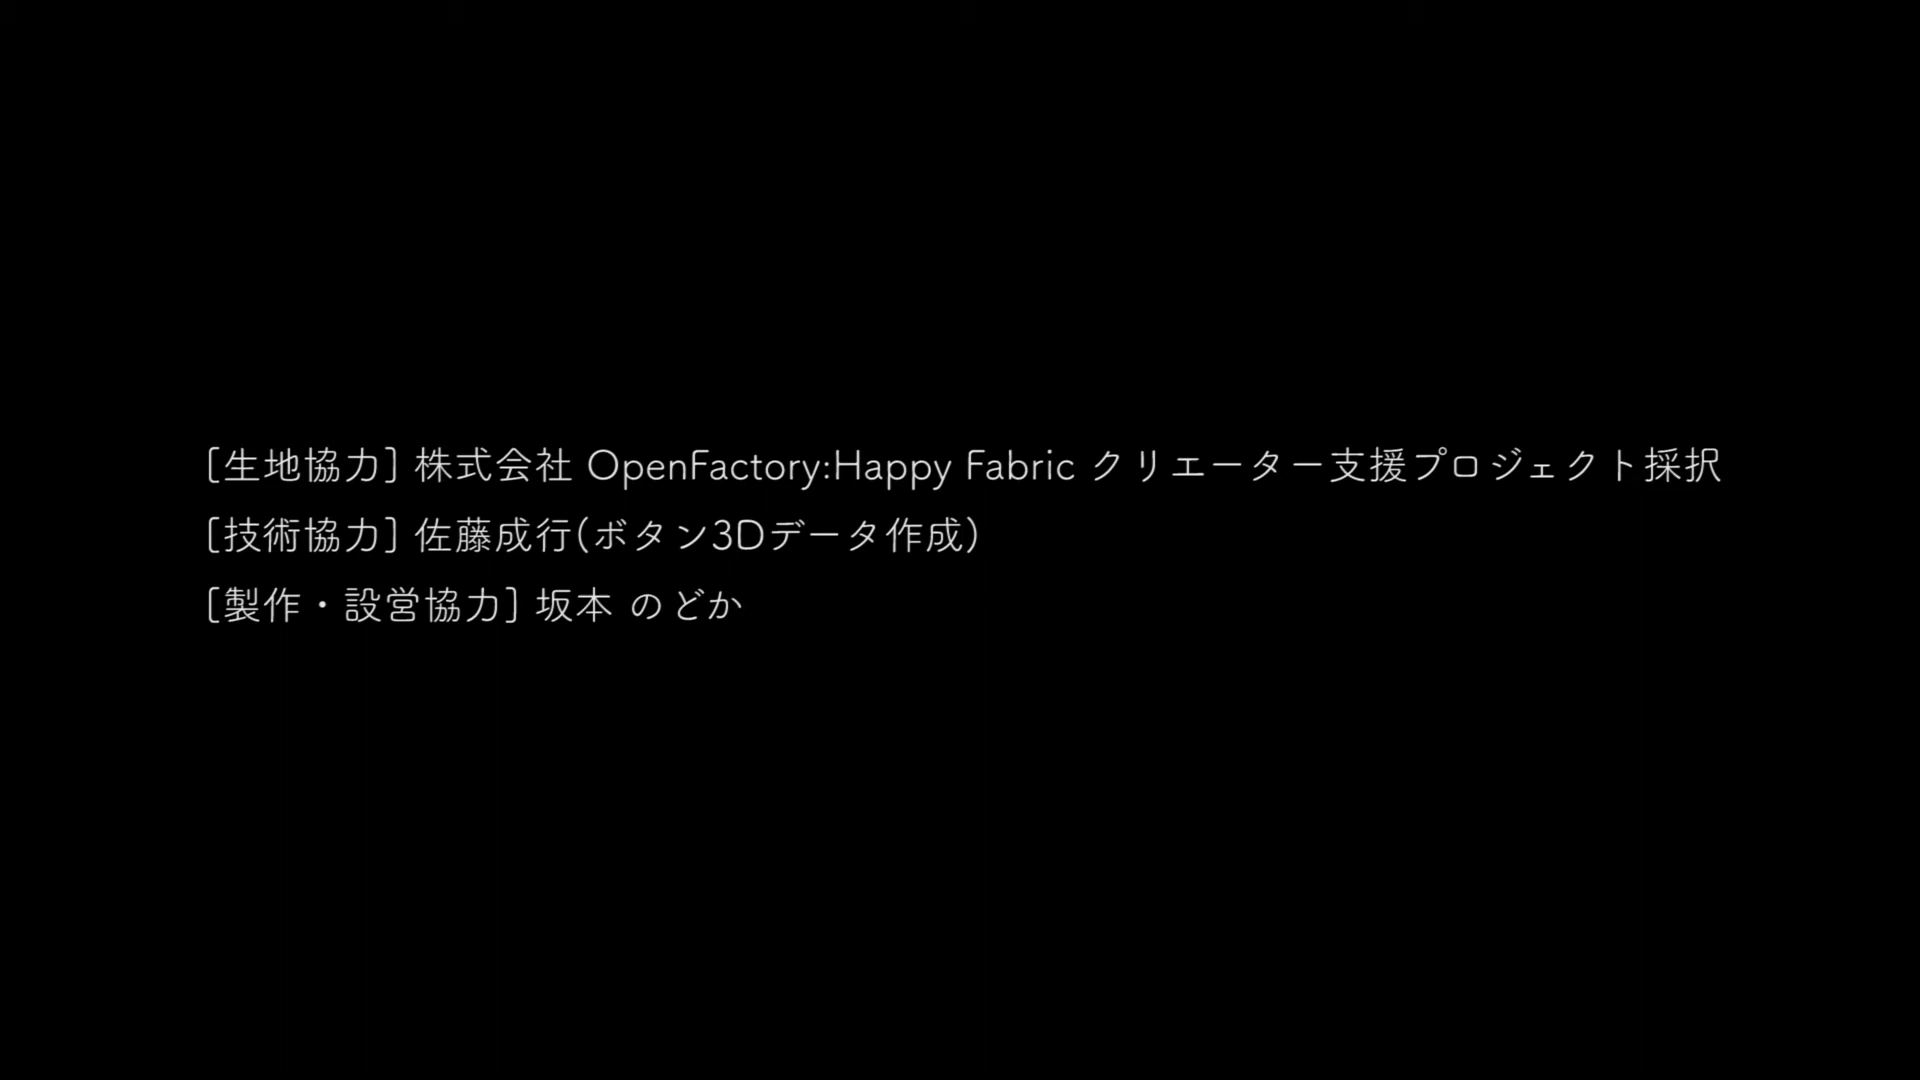 [生地協力] 株式会社 OpenFactory:Happy Fabric クリエーター支援プロジェクト採択
[技術協力] 佐藤成行(ボタン3Dデータ作成)
[製作・設営協力] 坂本 のどか